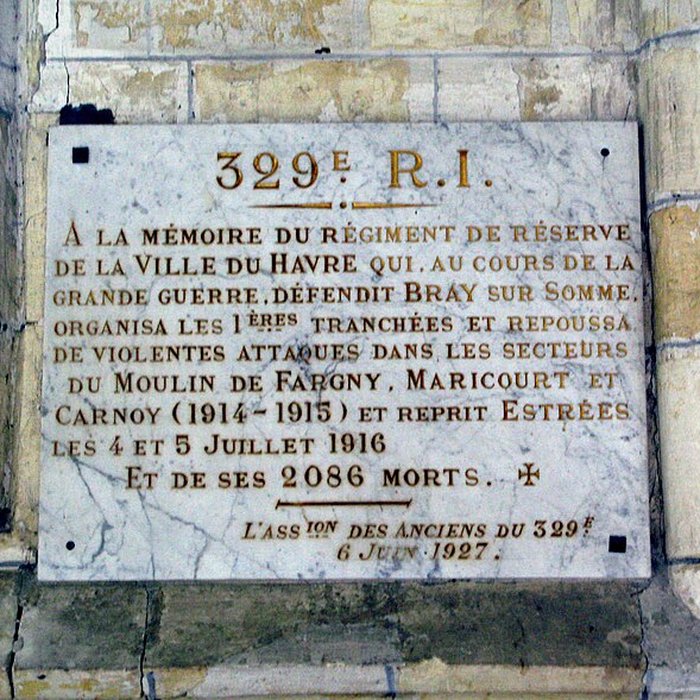 329E. R.I.
A LA MÉMOIRE DU RÉGIMENT DE RÉSERVE
DE LA VILLE DU HAVRE QUI, AU COURS DE LA
GRANDE GUERRE, DÉFENDIT BRAY SUR SOMME,
ORGANISA LES 1ÈRES TRANCHÉES ET REPOUSSA
DE VIOLENTES ATTAQUES DANS LES SECTEURS
DU MOULIN DE FARGNY, MARICOURT ET
CARNOY (1914-1915) ET REPRIT ESTRÉES
LES 4 ET 5 JUILLET 1916
ET DE SES 2086 MORTS. ✠
L'ASSION DES ANCIENS DU 329E.
6 JUIN 1927.